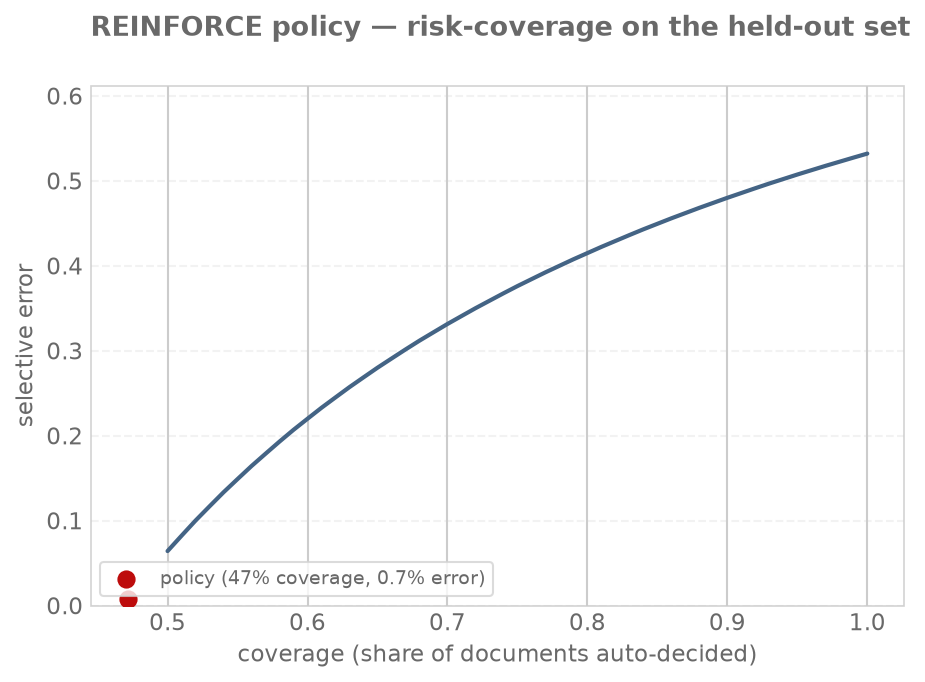 REINFORCE policy — risk-coverage on the held-out set
0.6
0.5
0.4
0.3
0.2
0.1
0.0
selective error
policy (47% coverage, 0.7% error)
0.5 0.6 0.7 0.8 0.9 1.0
coverage (share of documents auto-decided)